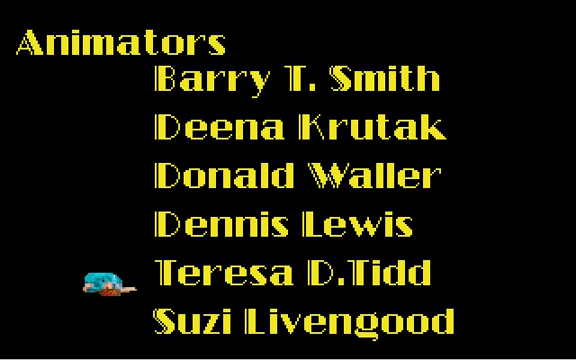 Animators
Barry T. Smith
Deena Krutak
Donald Waller
Dennis Lewis
Teresa D.Tidd
Suzi Livengood